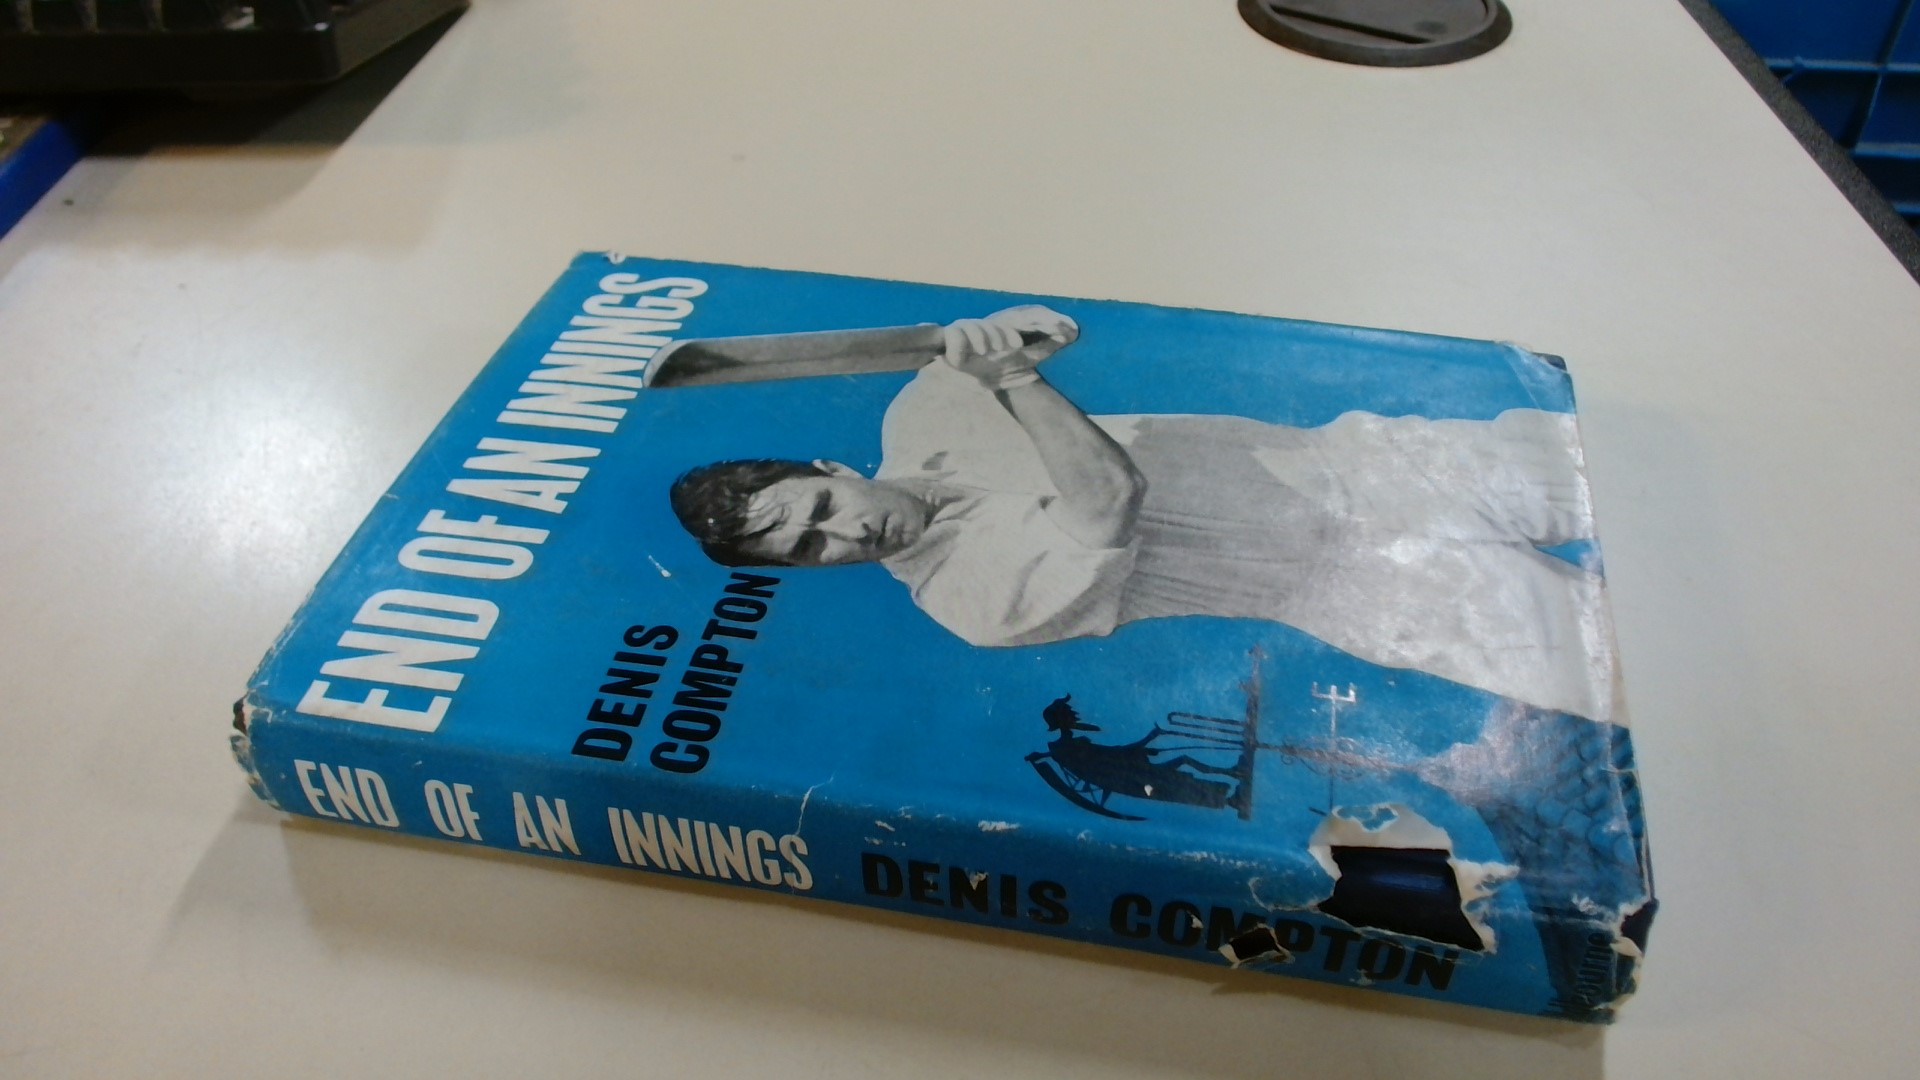 END OF AN INNINGS
DENIS
COMPTON
END OF AN INNINGS DENIS COMPTON